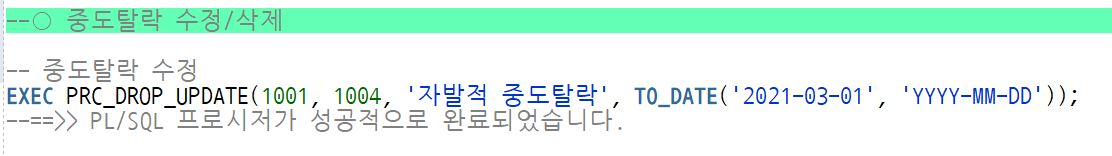 --○ 중도탈락 수정/삭제
-- 중도탈락 수정
EXEC PRC_DROP_UPDATE(1001, 1004, '자발적 중도탈락', TO_DATE('2021-03-01', 'YYYY-MM-DD'));
--==>> PL/SQL 프로시저가 성공적으로 완료되었습니다.